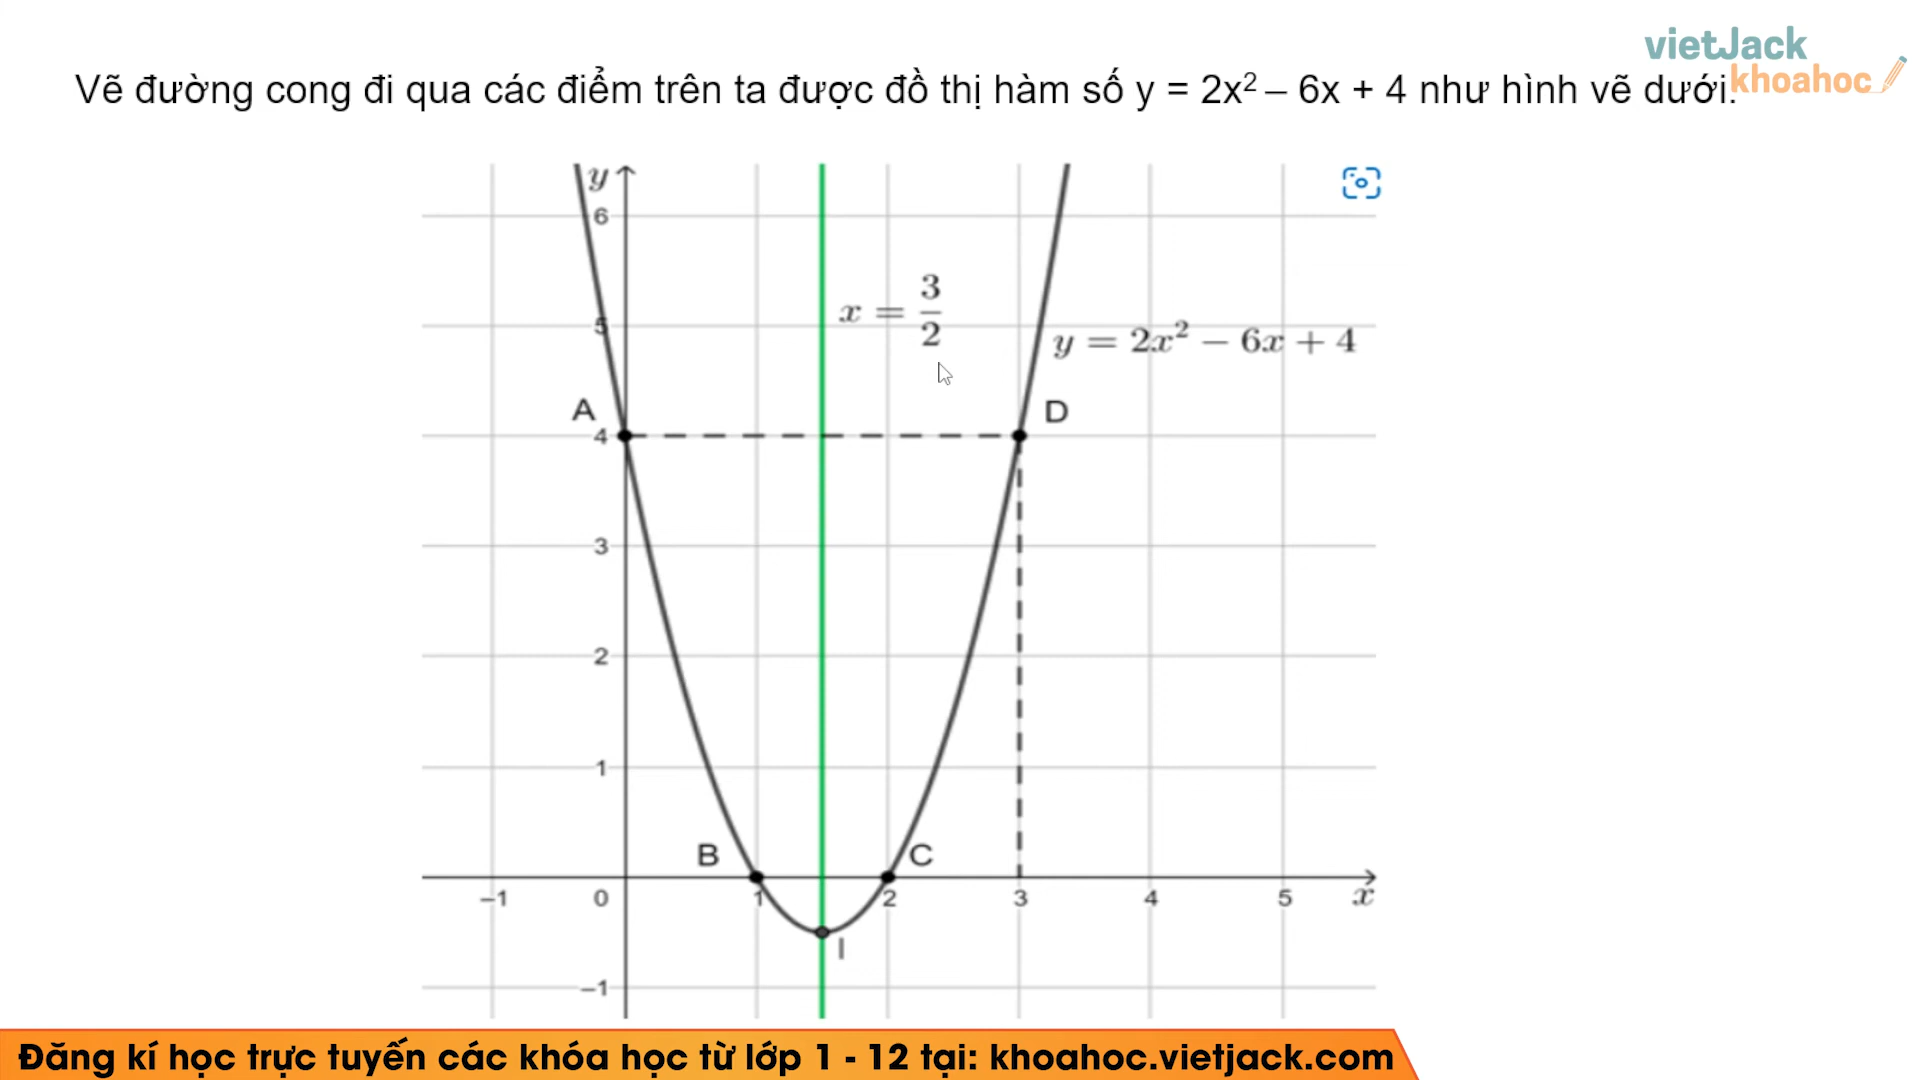 vietJack
khoahoc
Vẽ đường cong đi qua các điểm trên ta được đồ thị hàm số y = 2x² – 6x + 4 như hình vẽ dưới.
y
6
x = 3/2
5
y = 2x² − 6x + 4
A
D
4
3
2
1
B
C
−1
0
1
2
3
4
5
x
I
−1
Đăng kí học trực tuyến các khóa học từ lớp 1 - 12 tại: khoahoc.vietjack.com